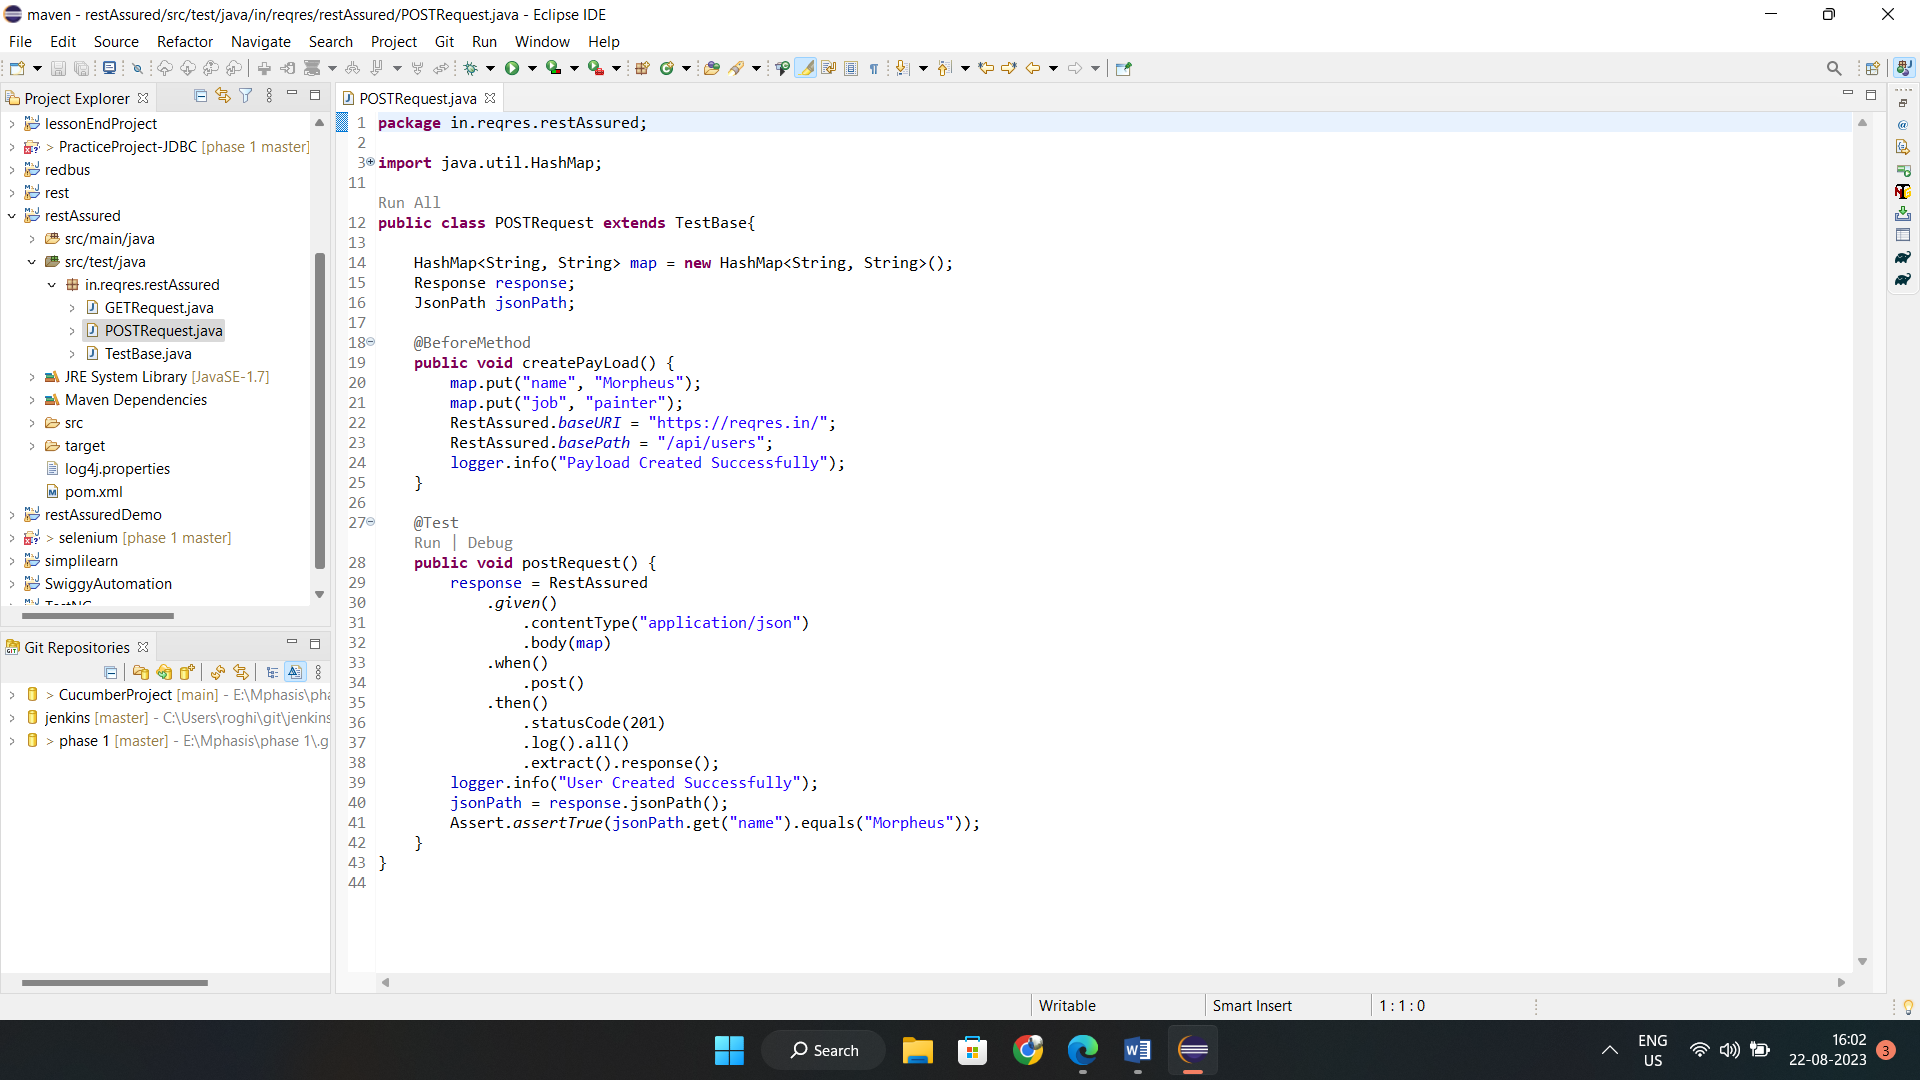 maven - restAssured/src/test/java/in/reqres/restAssured/POSTRequest.java - Eclipse IDE
File Edit Source Refactor Navigate Search Project Git Run Window Help
Project Explorer
lessonEndProject
> PracticeProject-JDBC [phase 1 master]
redbus
rest
restAssured
src/main/java
src/test/java
in.reqres.restAssured
GETRequest.java
POSTRequest.java
TestBase.java
JRE System Library [JavaSE-1.7]
Maven Dependencies
src
target
log4j.properties
pom.xml
restAssuredDemo
> selenium [phase 1 master]
simplilearn
SwiggyAutomation
TestNG
Git Repositories
> CucumberProject [main] - E:\Mphasis\pha
jenkins [master] - C:\Users\roghi\git\jenkins
> phase 1 [master] - E:\Mphasis\phase 1\.g
POSTRequest.java
1 package in.reqres.restAssured;
2
3 import java.util.HashMap;
11
Run All
12 public class POSTRequest extends TestBase{
13
14 HashMap<String, String> map = new HashMap<String, String>();
15 Response response;
16 JsonPath jsonPath;
17
18 @BeforeMethod
19 public void createPayLoad() {
20 map.put("name", "Morpheus");
21 map.put("job", "painter");
22 RestAssured.baseURI = "https://reqres.in/";
23 RestAssured.basePath = "/api/users";
24 logger.info("Payload Created Successfully");
25 }
26
27 @Test
Run | Debug
28 public void postRequest() {
29 response = RestAssured
30 .given()
31 .contentType("application/json")
32 .body(map)
33 .when()
34 .post()
35 .then()
36 .statusCode(201)
37 .log().all()
38 .extract().response();
39 logger.info("User Created Successfully");
40 jsonPath = response.jsonPath();
41 Assert.assertTrue(jsonPath.get("name").equals("Morpheus"));
42 }
43 }
44
Writable Smart Insert 1 : 1 : 0
Search
ENG
US
16:02
22-08-2023
3